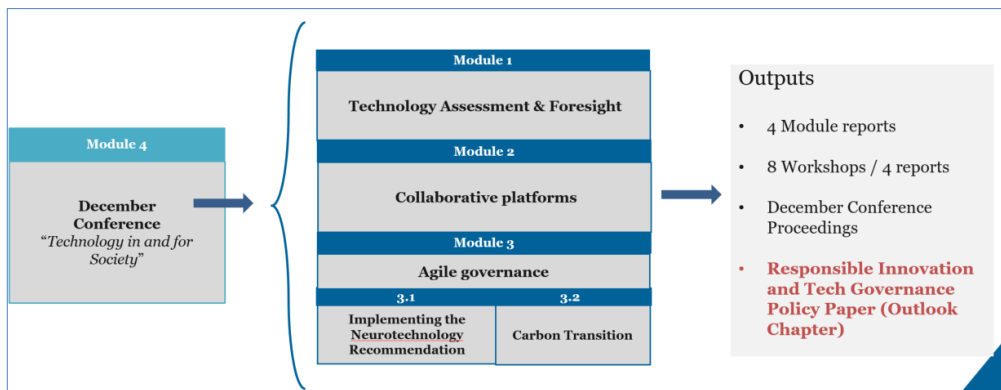 Module 4
December
Conference
“Technology in and for
Society”
Module 1
Technology Assessment & Foresight
Module 2
Collaborative platforms
Module 3
Agile governance
3.1
Implementing the
Neurotechnology
Recommendation
3.2
Carbon Transition
Outputs
• 4 Module reports
• 8 Workshops / 4 reports
• December Conference
Proceedings
• Responsible Innovation
and Tech Governance
Policy Paper (Outlook
Chapter)